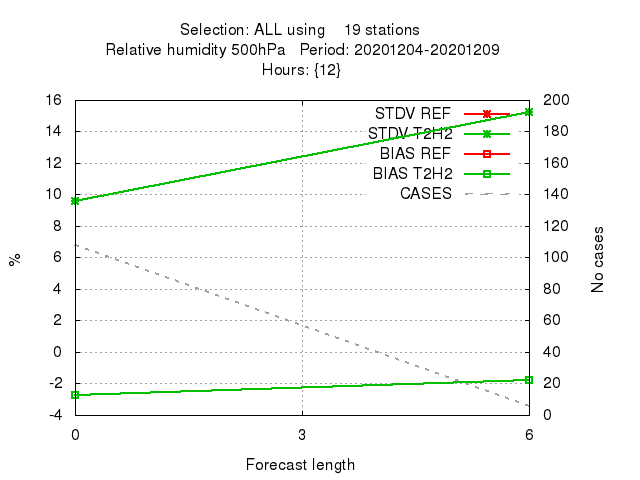 Selection: ALL using 19 stations
Relative humidity 500hPa Period: 20201204-20201209
Hours: {12}
16
14
12
10
8
6
4
2
0
-2
-4
%
STDV REF
STDV T2H2
BIAS REF
BIAS T2H2
CASES
200
180
160
140
120
100
80
60
40
20
0
No cases
0 3 6
Forecast length